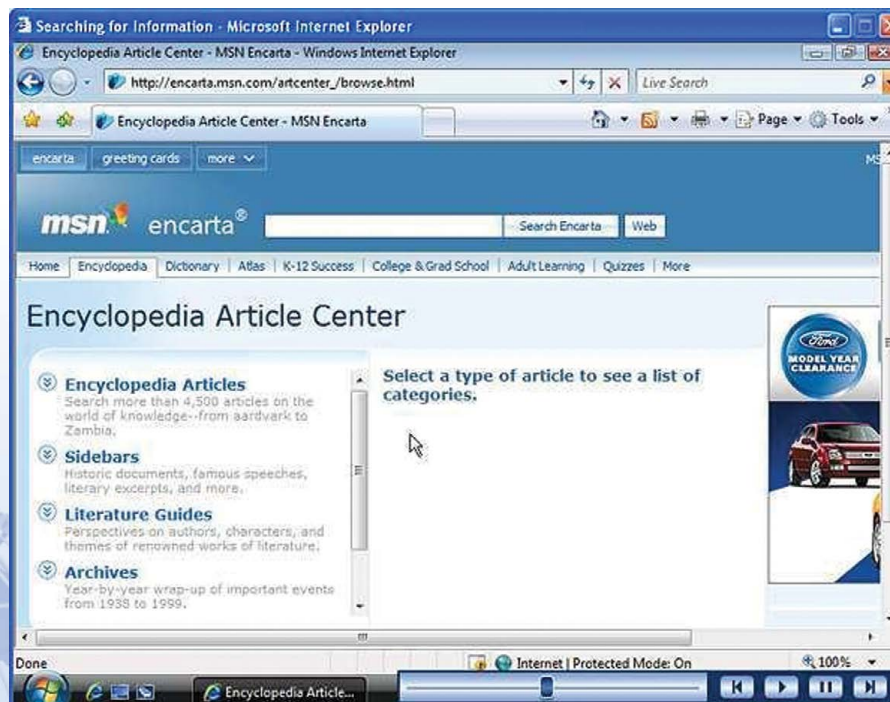 Searching for Information - Microsoft Internet Explorer
Encyclopedia Article Center - MSN Encarta - Windows Internet Explorer
http://encarta.msn.com/artcenter_/browse.html
Live Search
Encyclopedia Article Center - MSN Encarta
Page
Tools
encarta greeting cards more
msn encarta®
Search Encarta Web
Home Encyclopedia Dictionary Atlas K-12 Success College & Grad School Adult Learning Quizzes More
Encyclopedia Article Center
Encyclopedia Articles
Search more than 4,500 articles on the
world of knowledge--from aardvark to
Zambia.
Sidebars
Historic documents, famous speeches,
literary excerpts, and more.
Literature Guides
Perspectives on authors, characters, and
themes of renowned works of literature.
Archives
Year-by-year wrap-up of important events
from 1938 to 1999.
Select a type of article to see a list of
categories.
Ford
MODEL YEAR
CLEARANCE
Done
Internet | Protected Mode: On
100%
Encyclopedia Article...